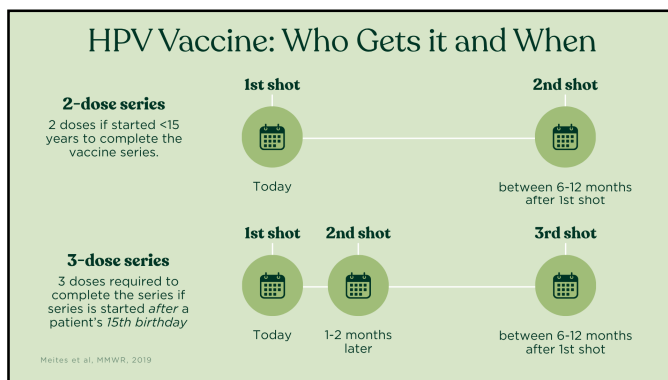 HPV Vaccine: Who Gets it and When
2-dose series
2 doses if started <15
years to complete the
vaccine series.
1st shot
Today
2nd shot
between 6-12 months
after 1st shot
3-dose series
3 doses required to
complete the series if
series is started after a
patient's 15th birthday
1st shot
Today
2nd shot
1-2 months
later
3rd shot
between 6-12 months
after 1st shot
Meites et al, MMWR, 2019